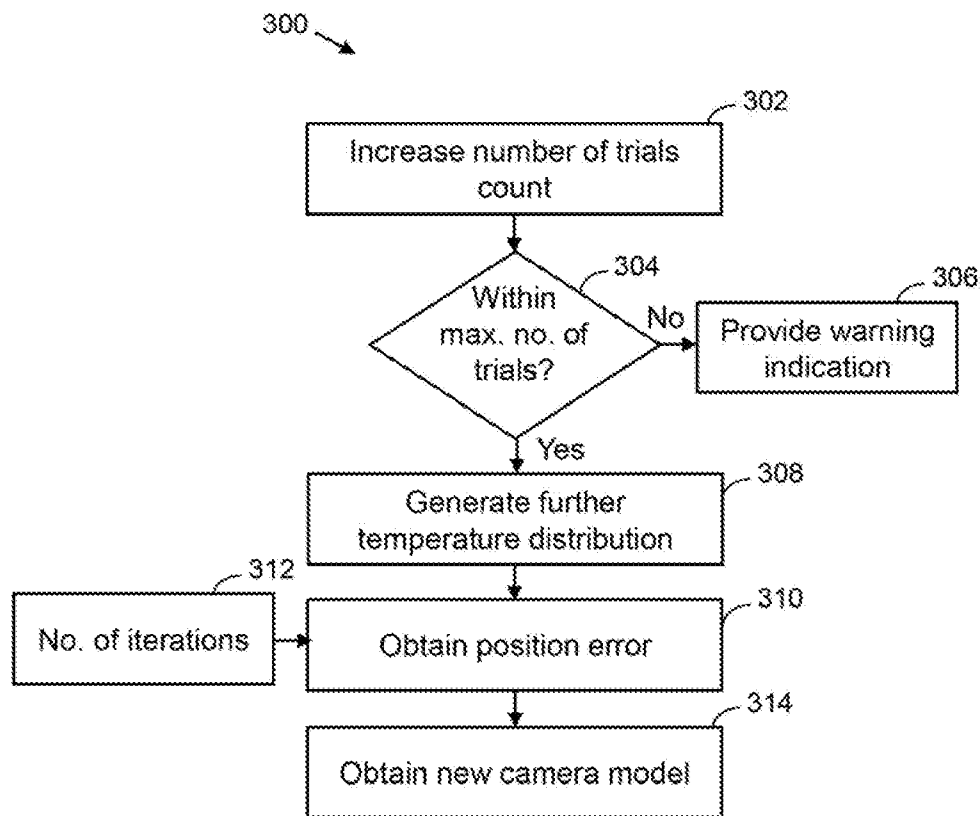 300
302
Increase number of trials
count
304
Within
max. no. of
trials?
No
306
Provide warning
indication
Yes
308
Generate further
temperature distribution
312
No. of iterations
310
Obtain position error
314
Obtain new camera model